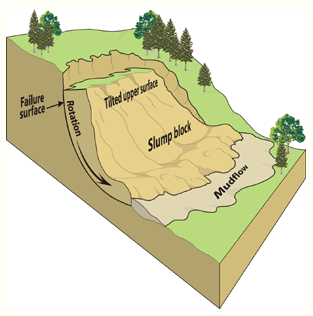 Tilted upper surface
Failure
surface
Rotation
Slump block
Mudflow